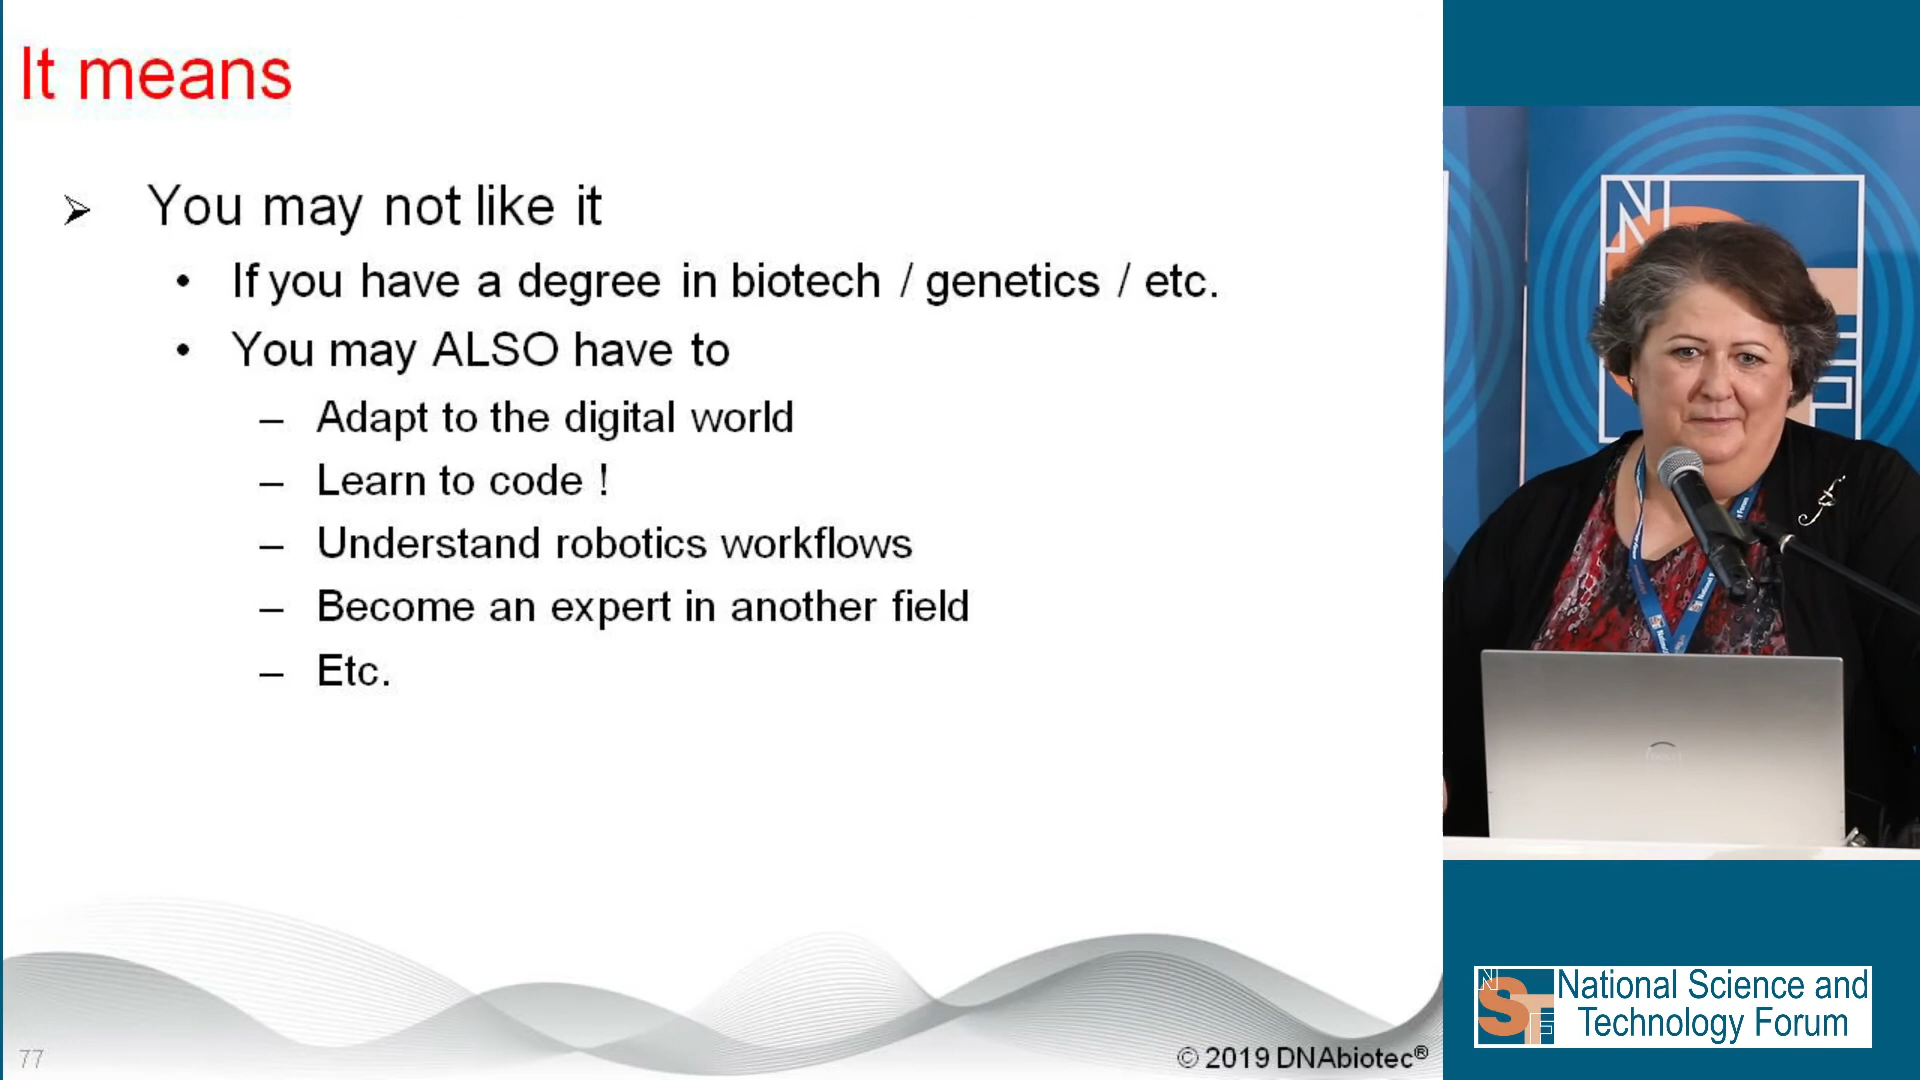 It means
➢ You may not like it
• If you have a degree in biotech / genetics / etc.
• You may ALSO have to
– Adapt to the digital world
– Learn to code !
– Understand robotics workflows
– Become an expert in another field
– Etc.
77
© 2019 DNAbiotec®
National Science and
Technology Forum